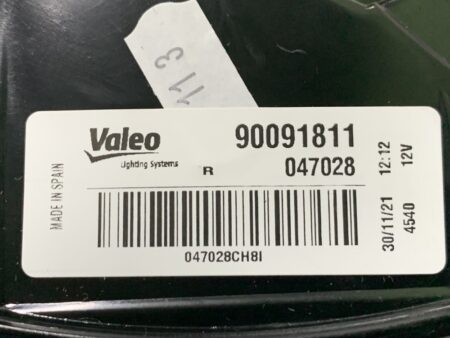 113
Valeo
Lighting Systems
90091811
R 047028
047028CH8I
MADE IN SPAIN
30/11/21 12:12
4540 12V